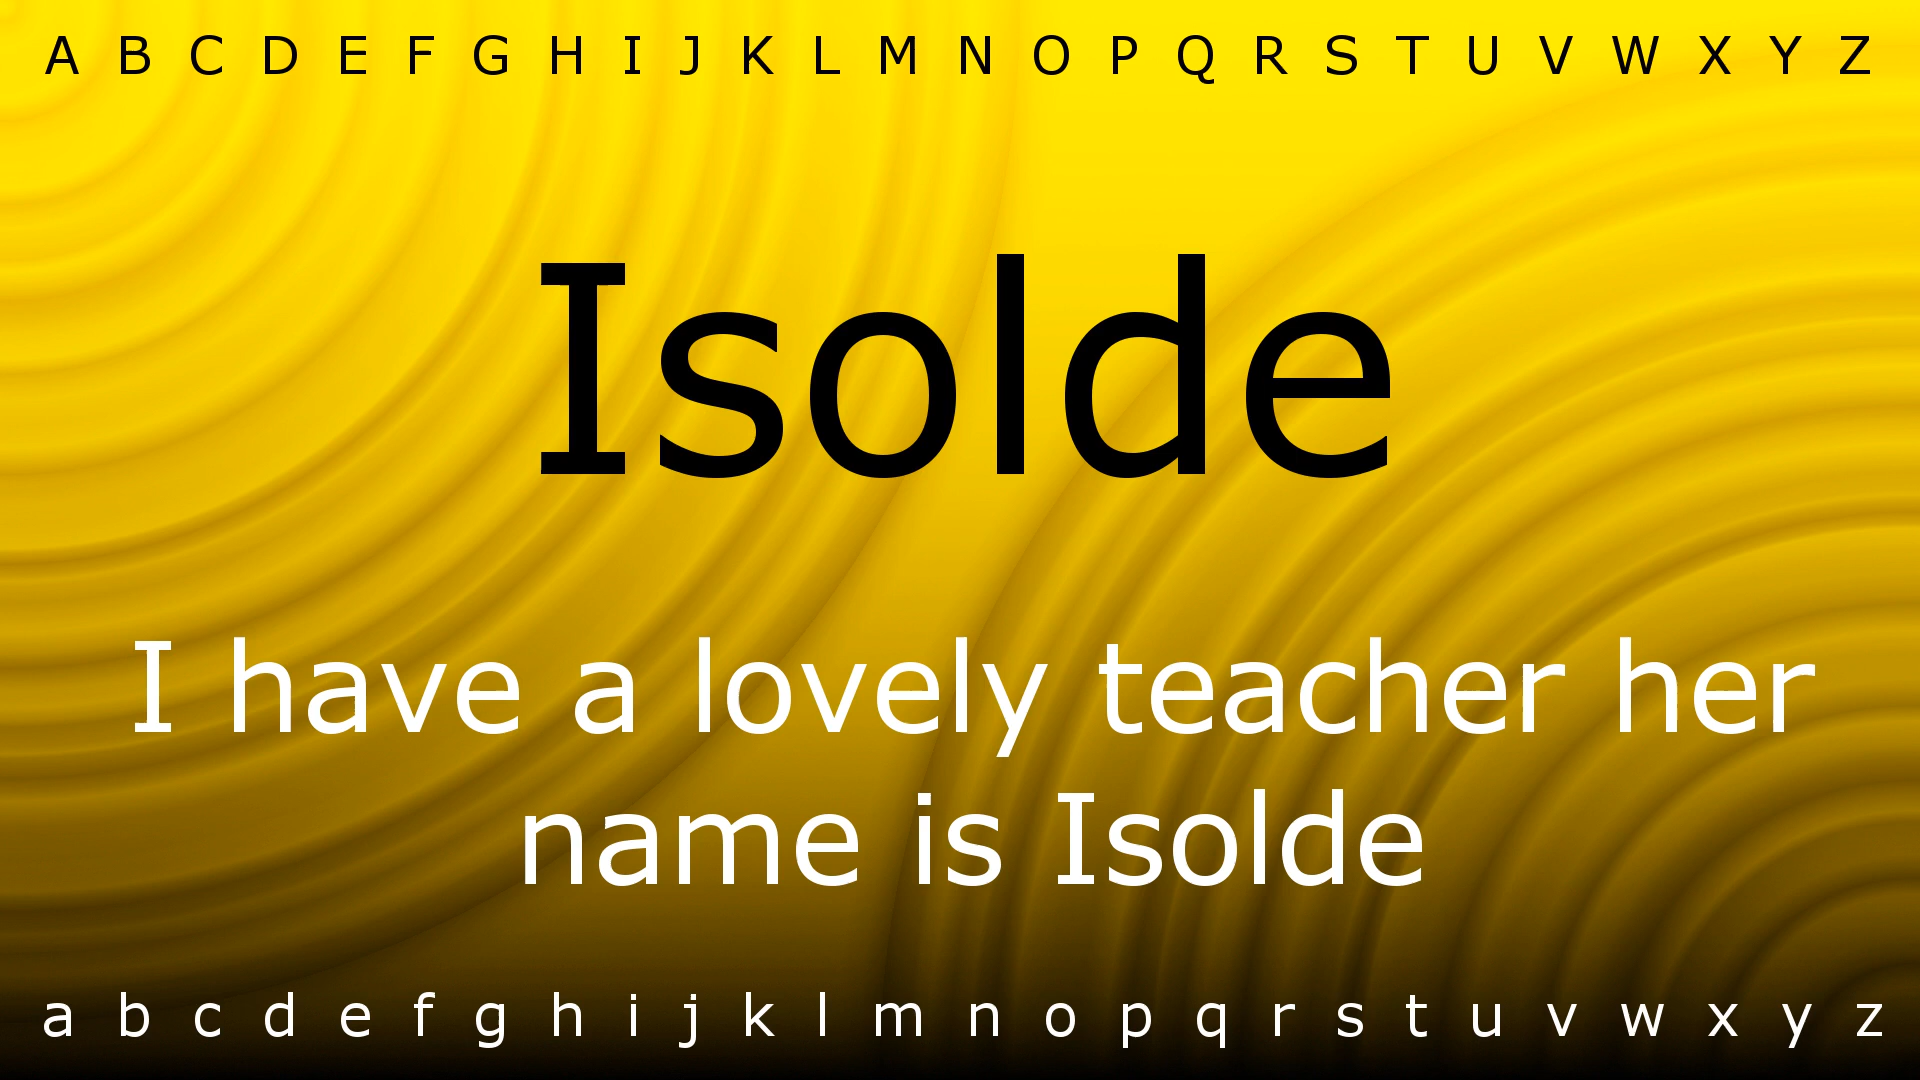 A B C D E F G H I J K L M N O P Q R S T U V W X Y Z
Isolde
I have a lovely teacher her
name is Isolde
a b c d e f g h i j k l m n o p q r s t u v w x y z